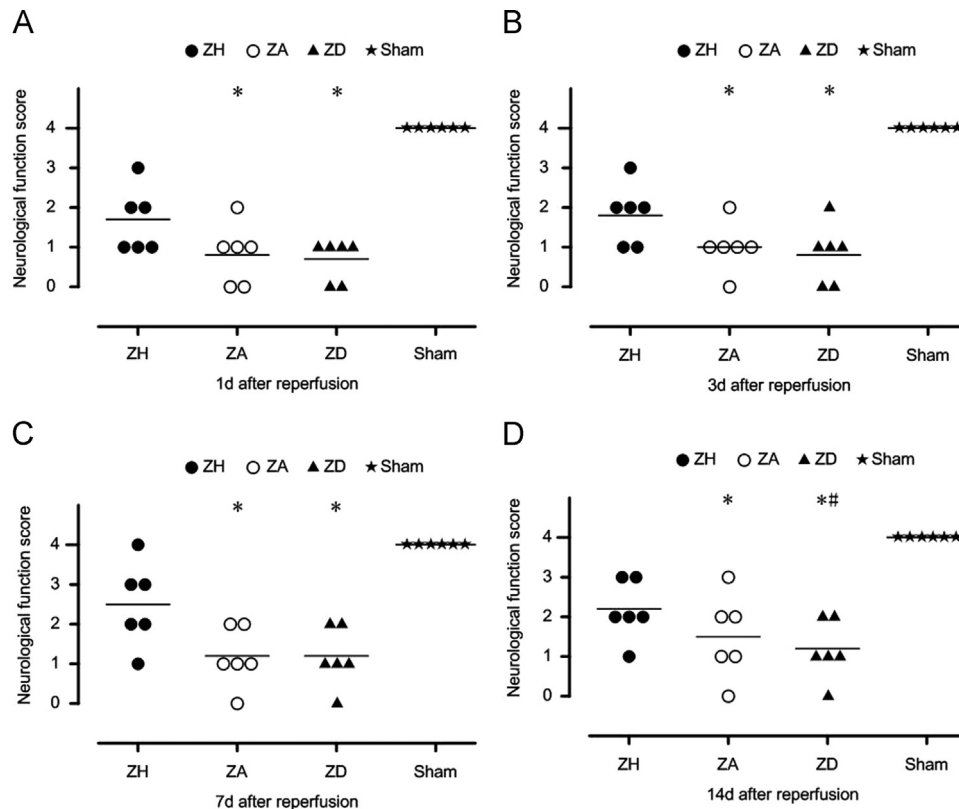 A
● ZH ○ ZA ▲ ZD ★ Sham
* *
Neurological function score
4
3
2
1
0
ZH ZA ZD Sham
1d after reperfusion
B
● ZH ○ ZA ▲ ZD ★ Sham
* *
Neurological function score
4
3
2
1
0
ZH ZA ZD Sham
3d after reperfusion
C
● ZH ○ ZA ▲ ZD ★ Sham
* *
Neurological function score
4
3
2
1
0
ZH ZA ZD Sham
7d after reperfusion
D
● ZH ○ ZA ▲ ZD ★ Sham
* *#
Neurological function score
4
3
2
1
0
ZH ZA ZD Sham
14d after reperfusion